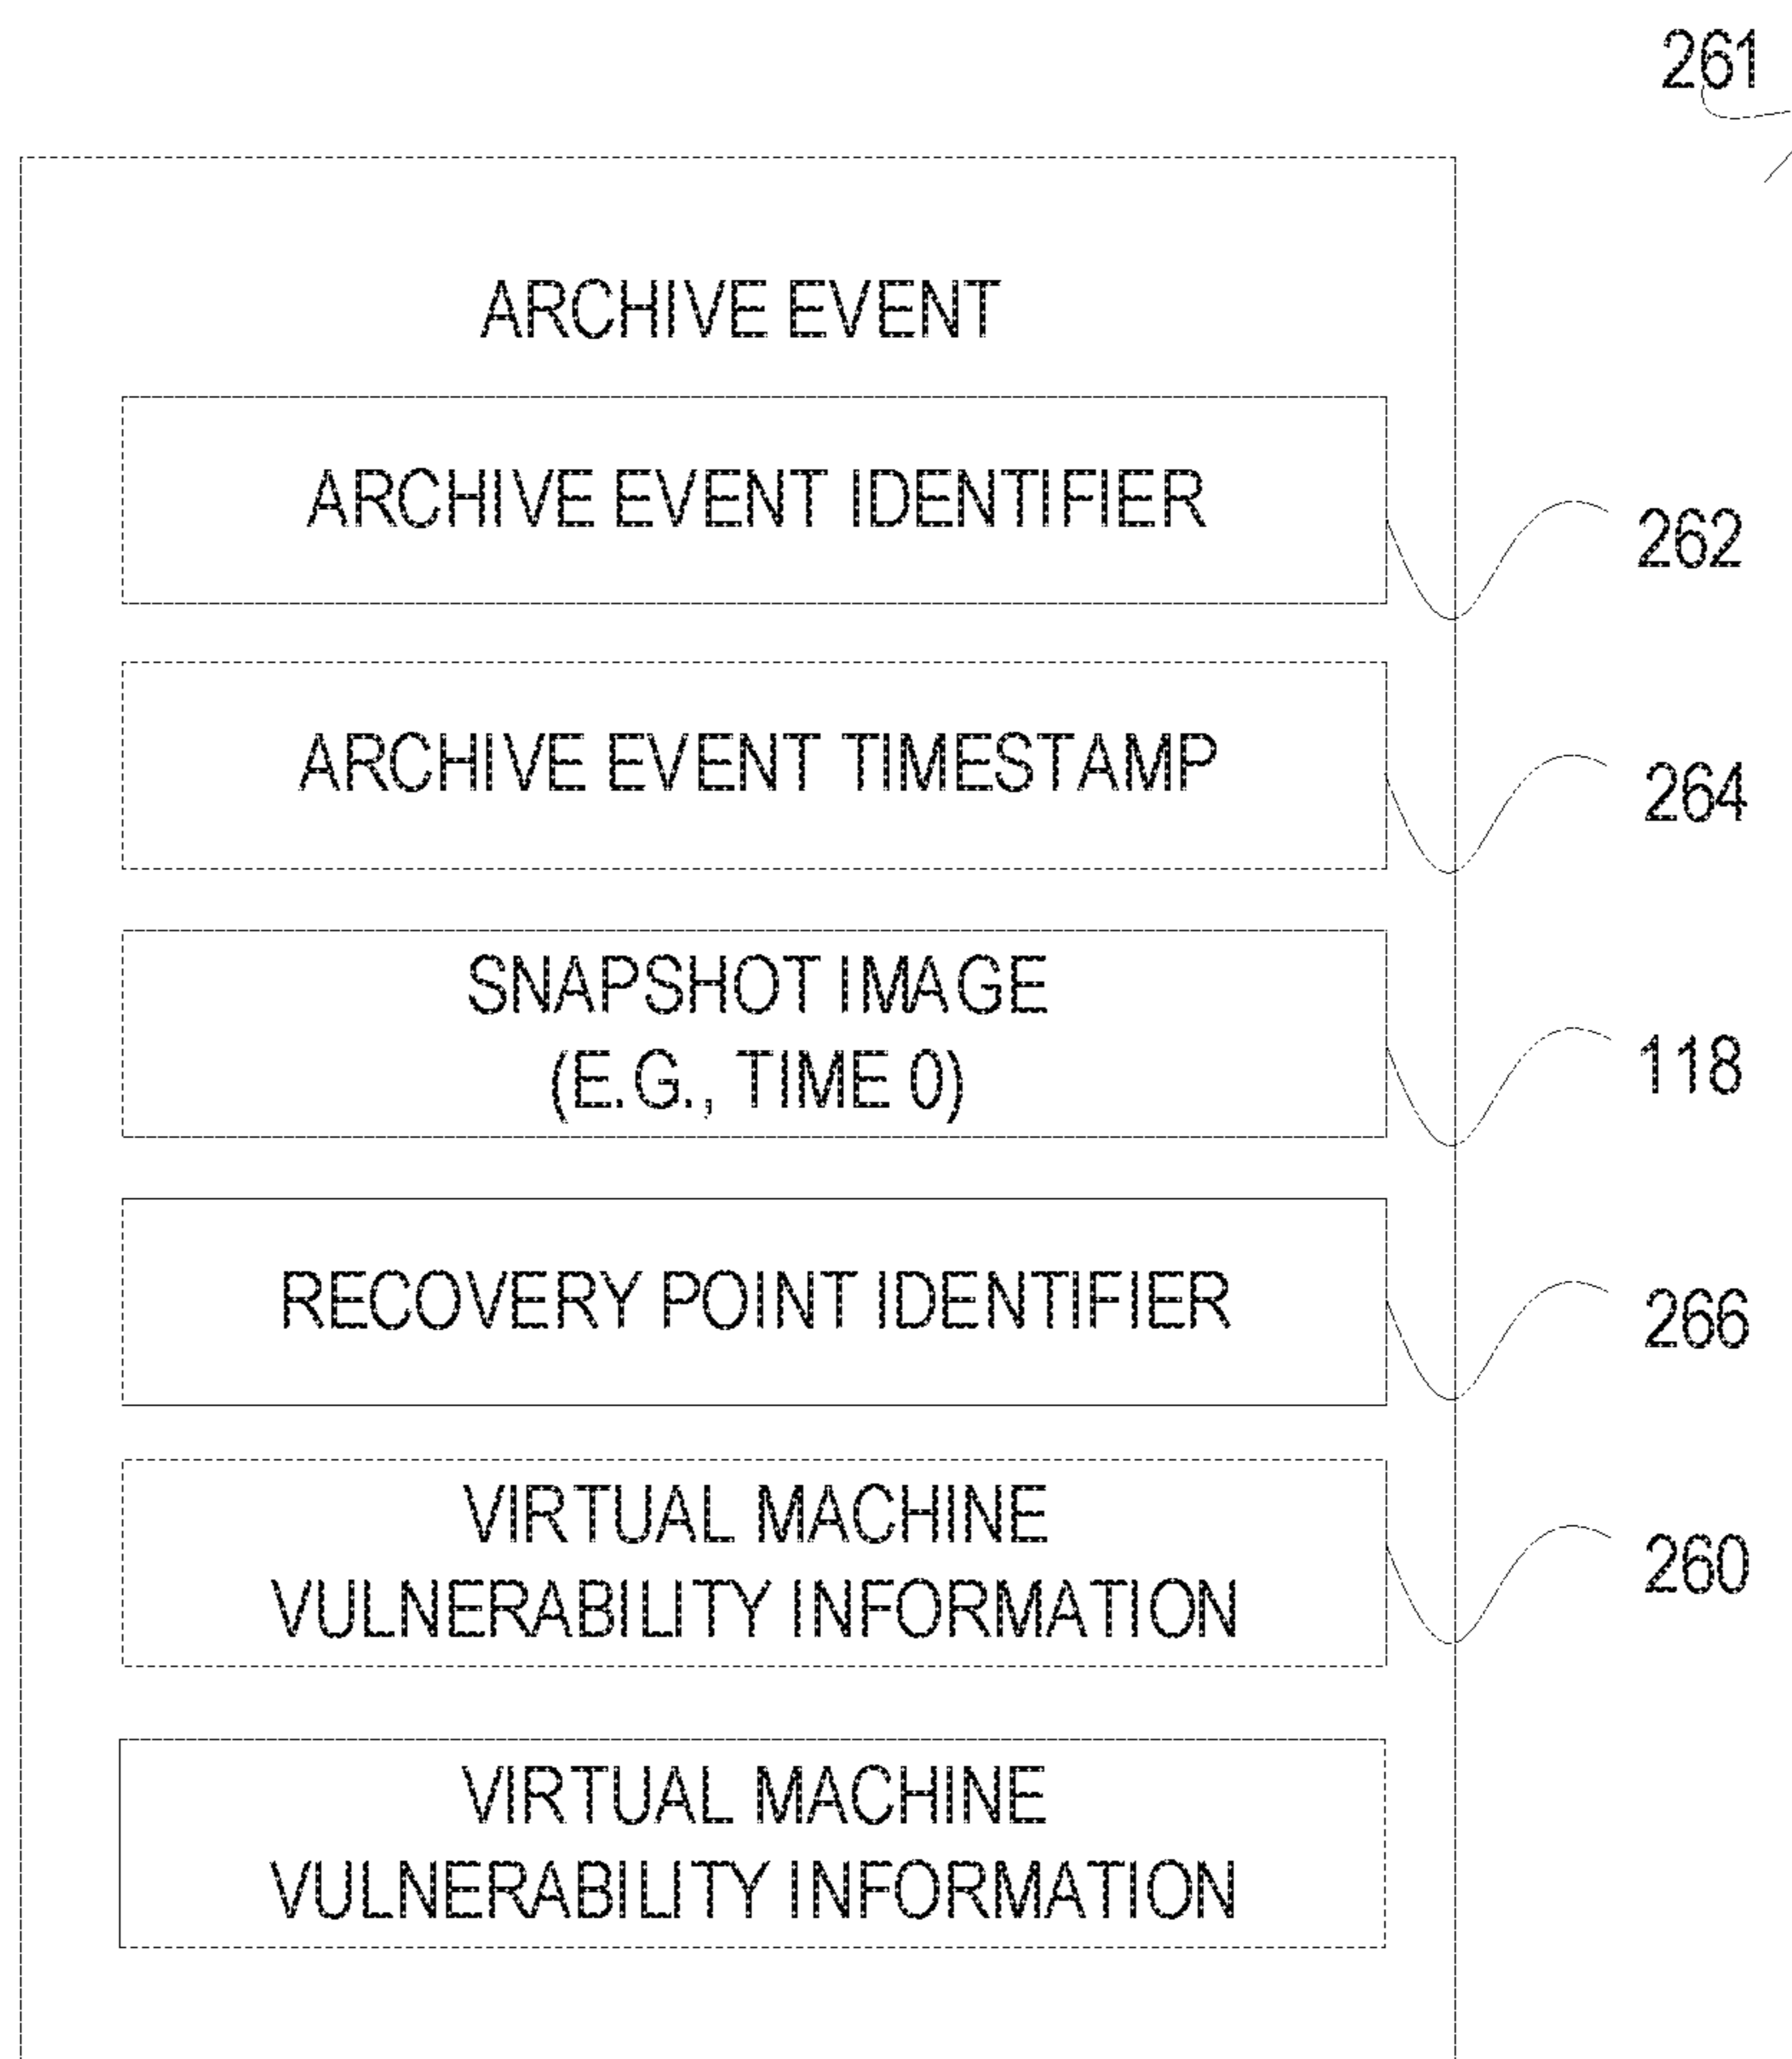 261
ARCHIVE EVENT
ARCHIVE EVENT IDENTIFIER
262
ARCHIVE EVENT TIMESTAMP
264
SNAPSHOT IMAGE
(E.G., TIME 0)
118
RECOVERY POINT IDENTIFIER
266
VIRTUAL MACHINE
VULNERABILITY INFORMATION
260
VIRTUAL MACHINE
VULNERABILITY INFORMATION